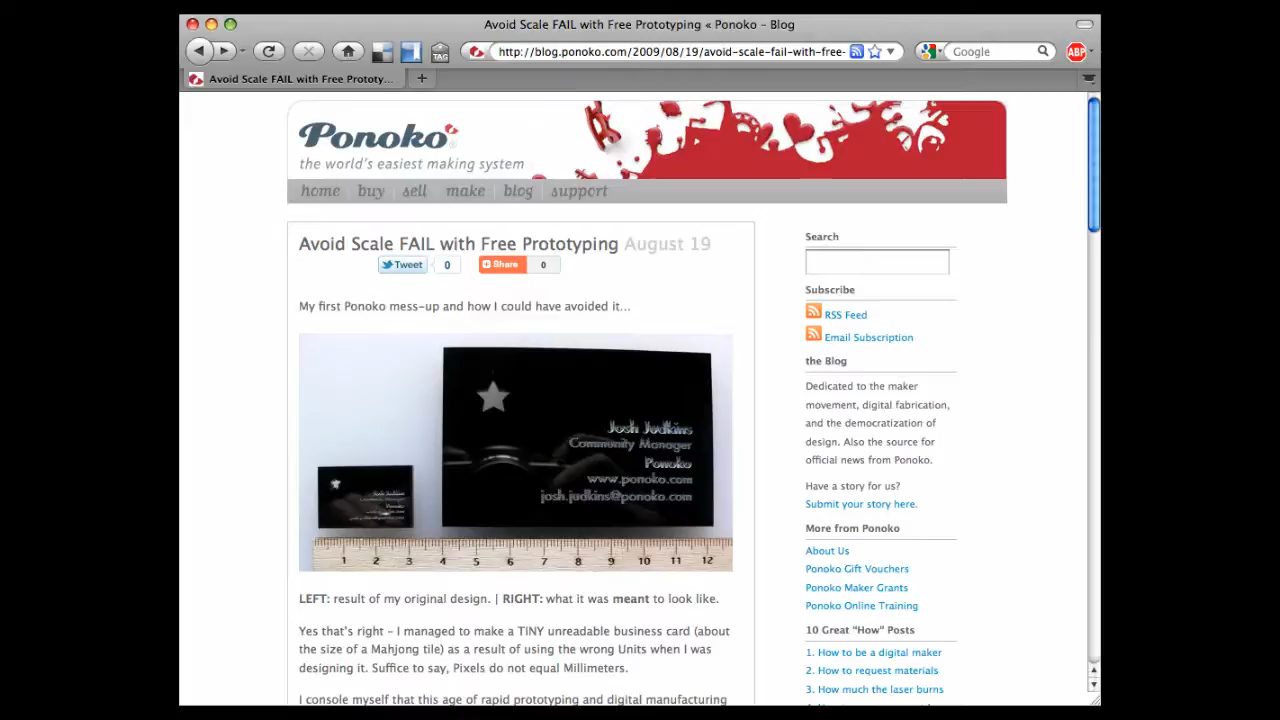 Avoid Scale FAIL with Free Prototyping « Ponoko – Blog
TAG
http://blog.ponoko.com/2009/08/19/avoid-scale-fail-with-free-
Google
ABP
Avoid Scale FAIL with Free Prototy...
Ponoko
the world's easiest making system
home buy sell make blog support
Avoid Scale FAIL with Free Prototyping August 19
Tweet 0 Share 0
My first Ponoko mess-up and how I could have avoided it...
Josh Judkins
Community Manager
Ponoko
www.ponoko.com
josh.judkins@ponoko.com
1 2 3 4 5 6 7 8 9 10 11 12
LEFT: result of my original design. | RIGHT: what it was meant to look like.
Yes that's right – I managed to make a TINY unreadable business card (about
the size of a Mahjong tile) as a result of using the wrong Units when I was
designing it. Suffice to say, Pixels do not equal Millimeters.
I console myself that this age of rapid prototyping and digital manufacturing
Search
Subscribe
RSS Feed
Email Subscription
the Blog
Dedicated to the maker
movement, digital fabrication,
and the democratization of
design. Also the source for
official news from Ponoko.
Have a story for us?
Submit your story here.
More from Ponoko
About Us
Ponoko Gift Vouchers
Ponoko Maker Grants
Ponoko Online Training
10 Great "How" Posts
1. How to be a digital maker
2. How to request materials
3. How much the laser burns